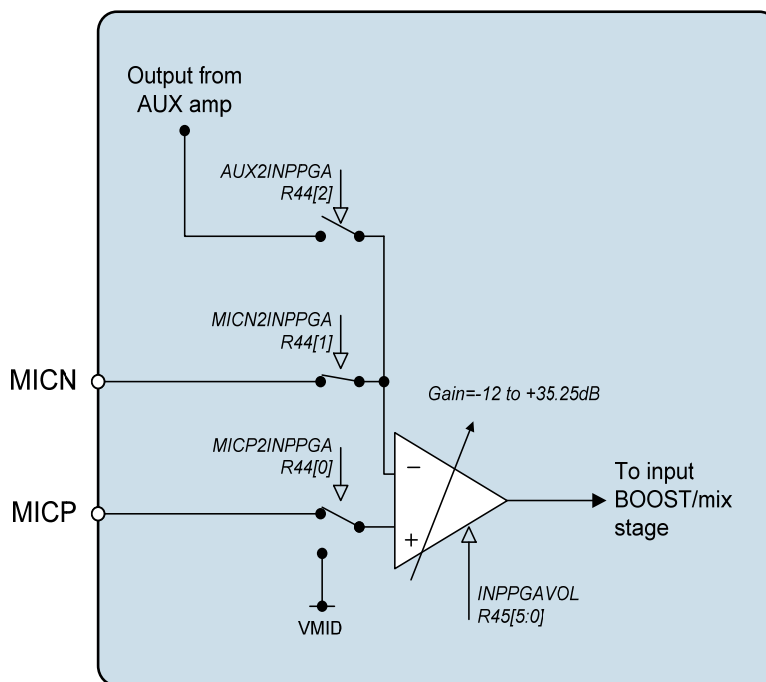 Output from
AUX amp
AUX2INPPGA
R44[2]
MICN2INPPGA
R44[1]
MICN
Gain=-12 to +35.25dB
MICP2INPPGA
R44[0]
MICP
−
+
To input
BOOST/mix
stage
INPPGAVOL
R45[5:0]
VMID